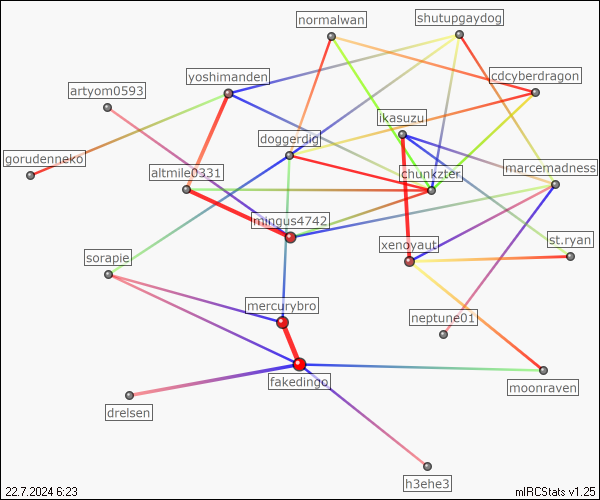 normalwan
shutupgaydog
yoshimanden
cdcyberdragon
artyom0593
ikasuzu
doggerdig
gorudenneko
altmile0331
chunkzter
marcemadness
mingus4742
xenoyaut
st.ryan
sorapie
mercurybro
neptune01
fakedingo
moonraven
drelsen
h3ehe3
22.7.2024 6:23
mIRCStats v1.25